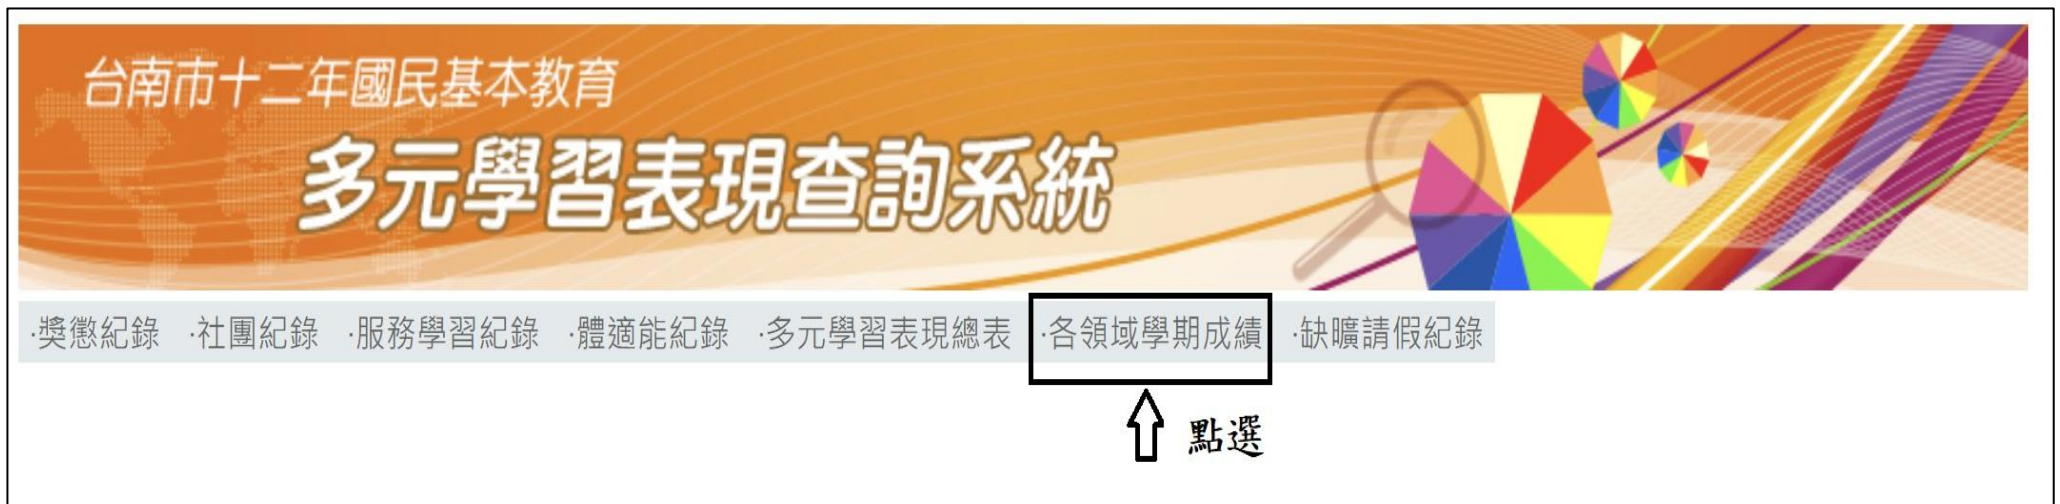 台南市十二年國民基本教育
多元學習表現查詢系統
·獎懲紀錄 ·社團紀錄 ·服務學習紀錄 ·體適能紀錄 ·多元學習表現總表 ·各領域學期成績 ·缺曠請假紀錄
點選